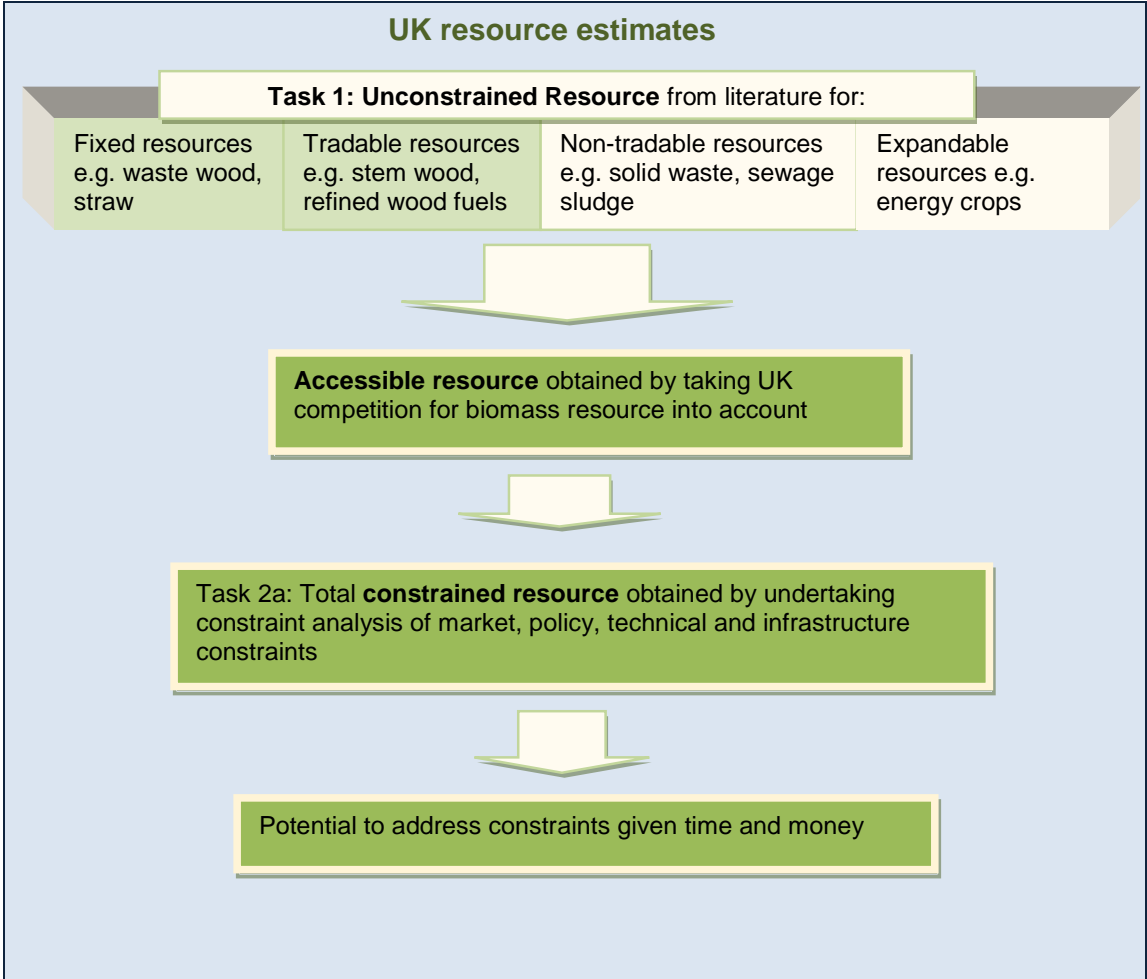 UK resource estimates
Task 1: Unconstrained Resource from literature for:
Fixed resources
e.g. waste wood,
straw
Tradable resources
e.g. stem wood,
refined wood fuels
Non-tradable resources
e.g. solid waste, sewage
sludge
Expandable
resources e.g.
energy crops
Accessible resource obtained by taking UK
competition for biomass resource into account
Task 2a: Total constrained resource obtained by undertaking
constraint analysis of market, policy, technical and infrastructure
constraints
Potential to address constraints given time and money